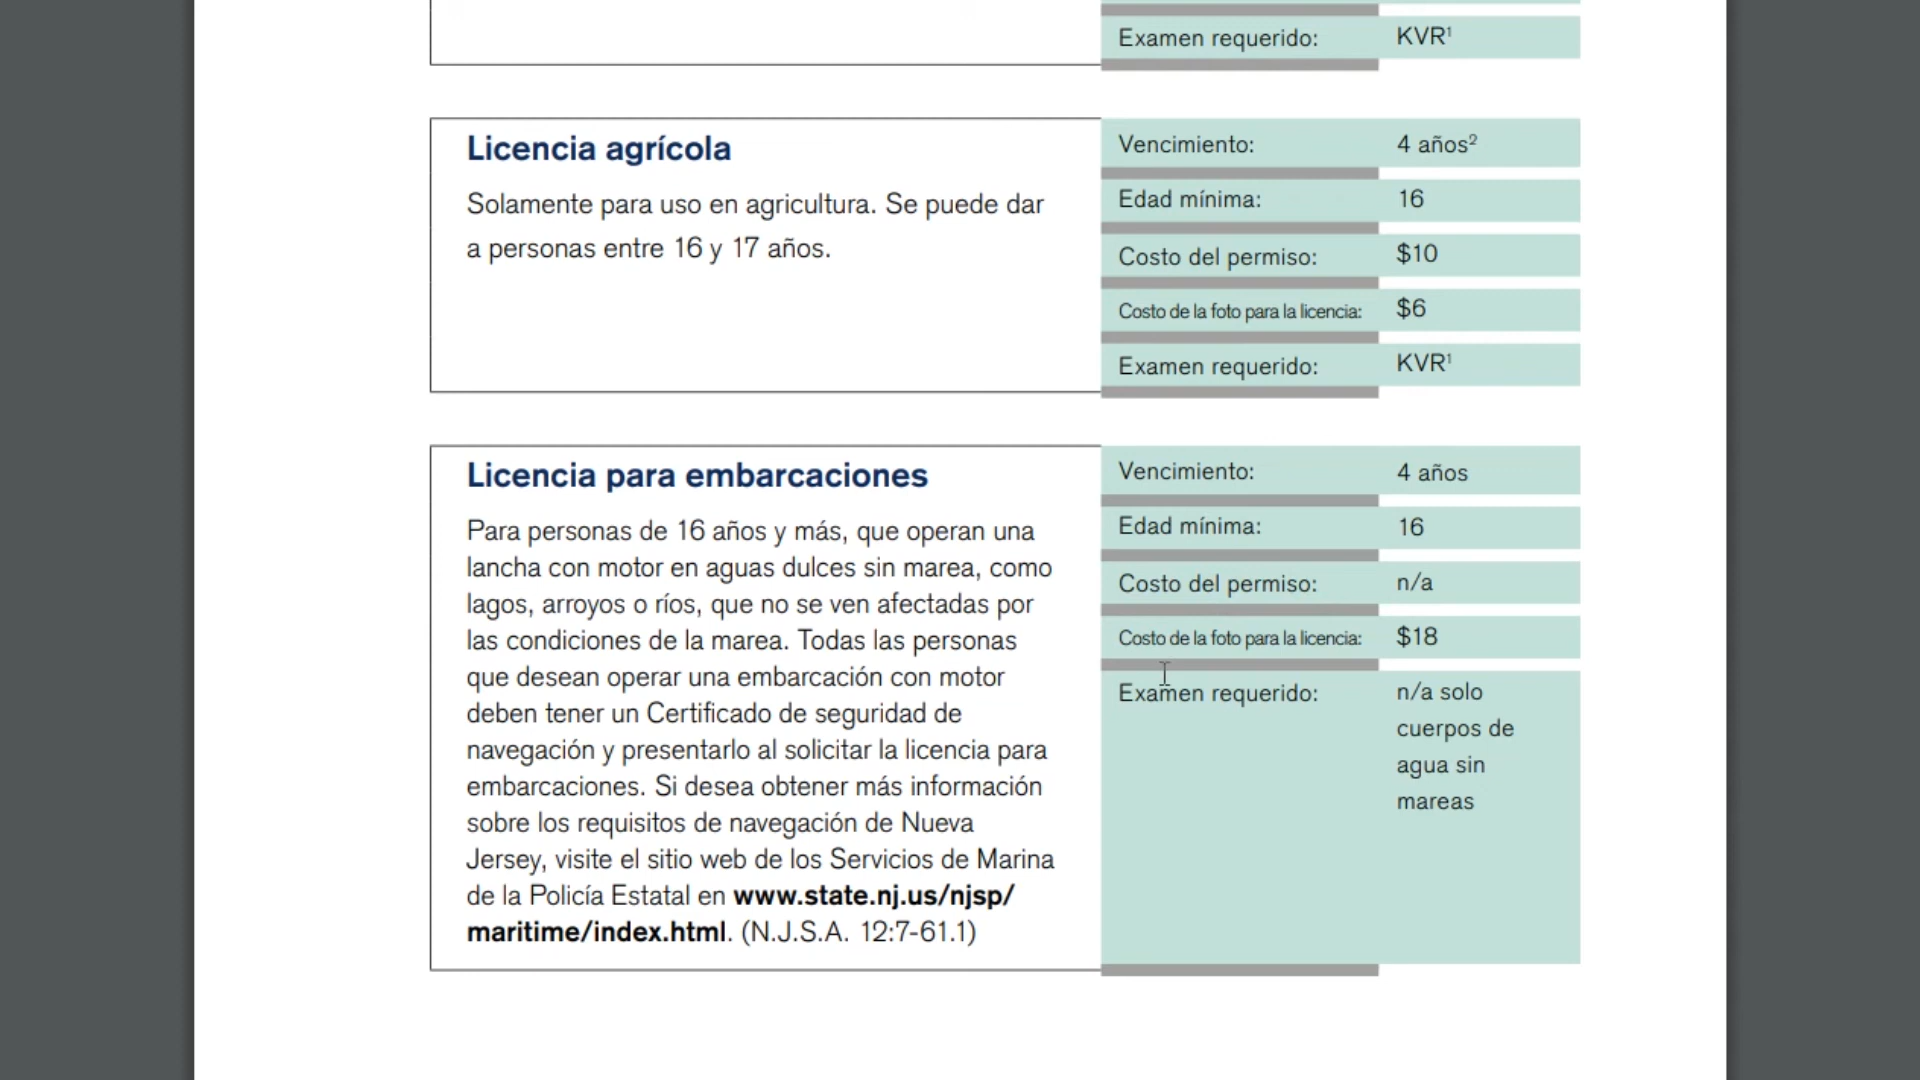 Examen requerido: KVR¹
Licencia agrícola
Solamente para uso en agricultura. Se puede dar
a personas entre 16 y 17 años.
Vencimiento: 4 años²
Edad mínima: 16
Costo del permiso: $10
Costo de la foto para la licencia: $6
Examen requerido: KVR¹
Licencia para embarcaciones
Para personas de 16 años y más, que operan una
lancha con motor en aguas dulces sin marea, como
lagos, arroyos o ríos, que no se ven afectadas por
las condiciones de la marea. Todas las personas
que desean operar una embarcación con motor
deben tener un Certificado de seguridad de
navegación y presentarlo al solicitar la licencia para
embarcaciones. Si desea obtener más información
sobre los requisitos de navegación de Nueva
Jersey, visite el sitio web de los Servicios de Marina
de la Policía Estatal en www.state.nj.us/njsp/
maritime/index.html. (N.J.S.A. 12:7-61.1)
Vencimiento: 4 años
Edad mínima: 16
Costo del permiso: n/a
Costo de la foto para la licencia: $18
Examen requerido: n/a solo
cuerpos de
agua sin
mareas